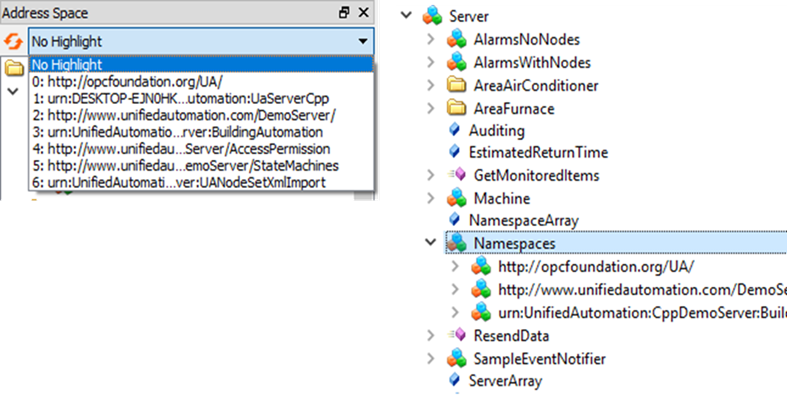 Address Space
No Highlight
No Highlight
0: http://opcfoundation.org/UA/
1: urn:DESKTOP-EJN0HK...utomation:UaServerCpp
2: http://www.unifiedautomation.com/DemoServer/
3: urn:UnifiedAutomatio...rver:BuildingAutomation
4: http://www.unifiedau...Server/AccessPermission
5: http://www.unifiedau...emoServer/StateMachines
6: urn:UnifiedAutomati...ver:UANodeSetXmlImport
Server
AlarmsNoNodes
AlarmsWithNodes
AreaAirConditioner
AreaFurnace
Auditing
EstimatedReturnTime
GetMonitoredItems
Machine
NamespaceArray
Namespaces
http://opcfoundation.org/UA/
http://www.unifiedautomation.com/DemoSe
urn:UnifiedAutomation:CppDemoServer:Buil
ResendData
SampleEventNotifier
ServerArray